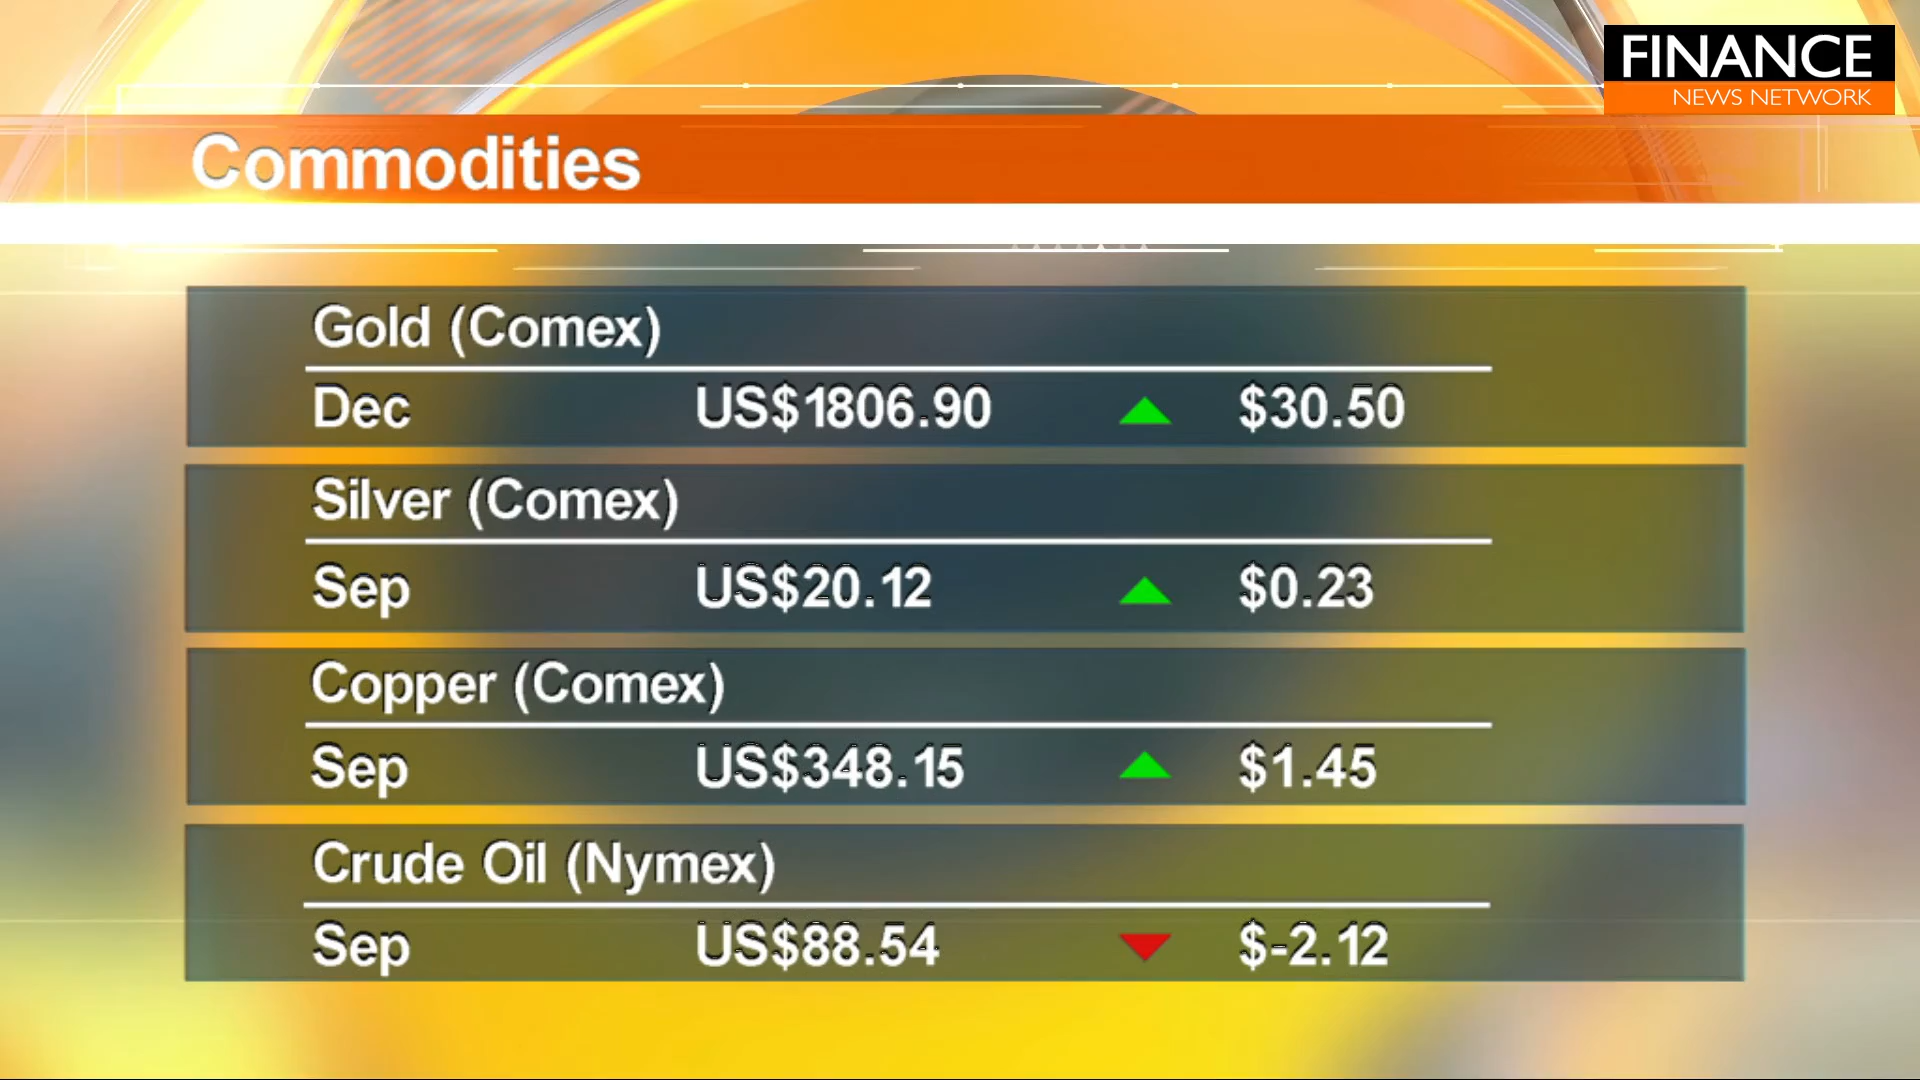 FINANCE
NEWS NETWORK
Commodities
Gold (Comex)
Dec US$1806.90 $30.50
Silver (Comex)
Sep US$20.12 $0.23
Copper (Comex)
Sep US$348.15 $1.45
Crude Oil (Nymex)
Sep US$88.54 $-2.12